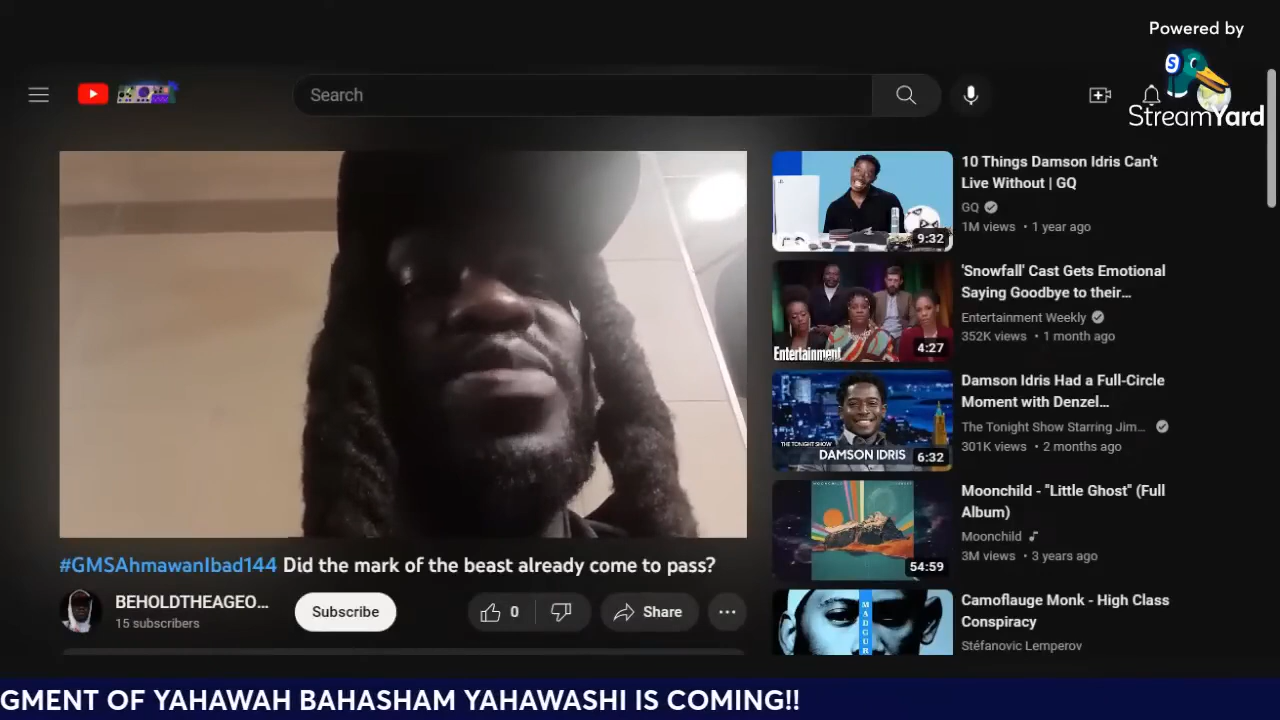 Powered by
StreamYard
Search
#GMSAhmawanIbad144 Did the mark of the beast already come to pass?
BEHOLDTHEAGEO...
15 subscribers
Subscribe
0
Share
10 Things Damson Idris Can't
Live Without | GQ
GQ
1M views • 1 year ago
9:32
'Snowfall' Cast Gets Emotional
Saying Goodbye to their...
Entertainment Weekly
352K views • 1 month ago
Entertainment
4:27
Damson Idris Had a Full-Circle
Moment with Denzel...
The Tonight Show Starring Jim...
301K views • 2 months ago
THE TONIGHT SHOW
DAMSON IDRIS
6:32
Moonchild - "Little Ghost" (Full
Album)
Moonchild
3M views • 3 years ago
MOONCHILD
54:59
Camoflauge Monk - High Class
Conspiracy
Stéfanovic Lemperov
MADGUR
GMENT OF YAHAWAH BAHASHAM YAHAWASHI IS COMING!!